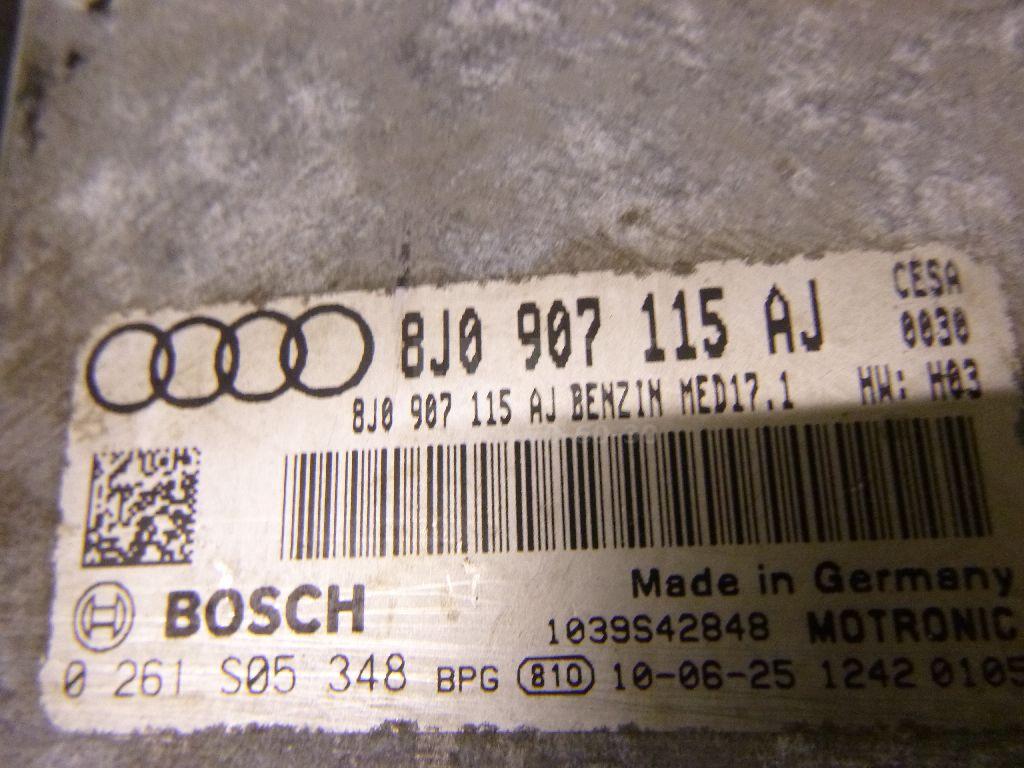 8J0 907 115 AJ
CESA
0030
8J0 907 115 AJ BENZIN MED17.1
HW: H03
BOSCH
Made in Germany
1039S42848 MOTRONIC
0 261 S05 348 BPG 810 10-06-25 1242 0105